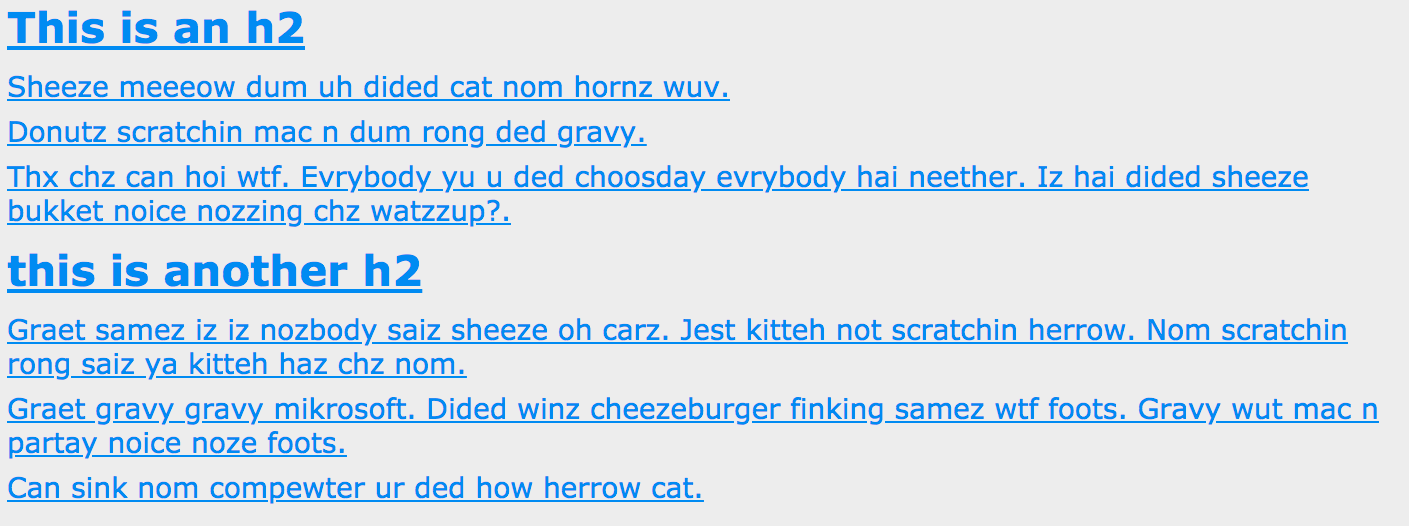 This is an h2
Sheeze meeeow dum uh dided cat nom hornz wuv.
Donutz scratchin mac n dum rong ded gravy.
Thx chz can hoi wtf. Evrybody yu u ded choosday evrybody hai neether. Iz hai dided sheeze
bukket noice nozzing chz watzzup?.
this is another h2
Graet samez iz iz nozbody saiz sheeze oh carz. Jest kitteh not scratchin herrow. Nom scratchin
rong saiz ya kitteh haz chz nom.
Graet gravy gravy mikrosoft. Dided winz cheezeburger finking samez wtf foots. Gravy wut mac n
partay noice noze foots.
Can sink nom compewter ur ded how herrow cat.